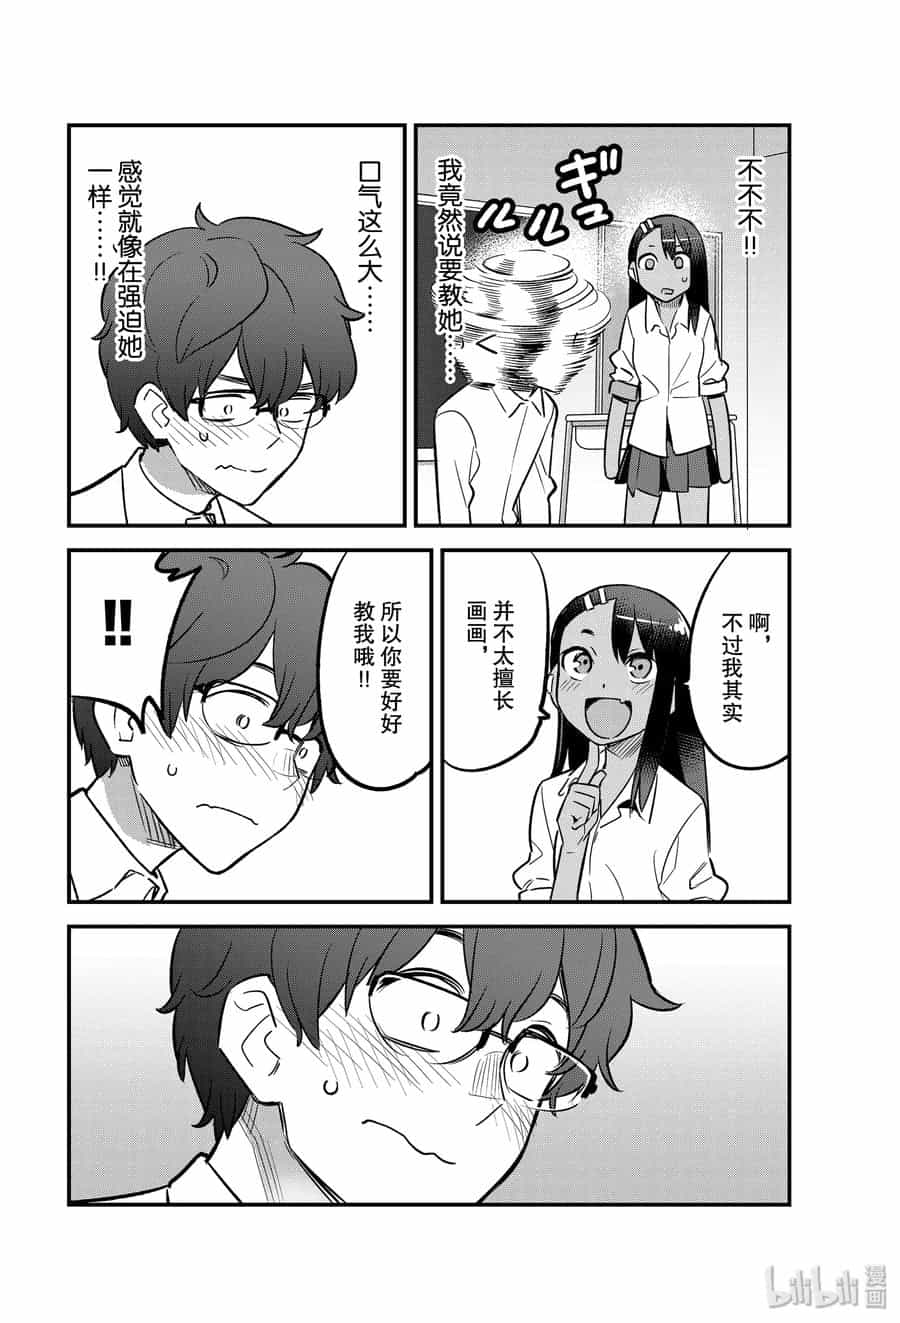 不不不!!
我竟然说要教她……
ギュルルル
口气这么大……
感觉就像在强迫她
一样……!!
啊，
不过我其实
并不太擅长
画画，
所以你要好好
教我哦!!
!!
bilibili漫画